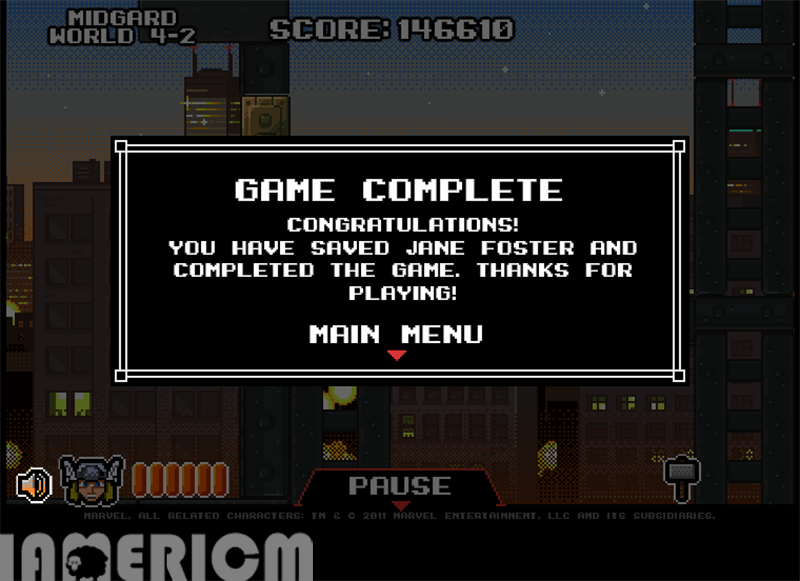 MIDGARD
WORLD 4-2
SCORE: 146610
GAME COMPLETE
CONGRATULATIONS!
YOU HAVE SAVED JANE FOSTER AND
COMPLETED THE GAME. THANKS FOR
PLAYING!
MAIN MENU
PAUSE
MARVEL, ALL RELATED CHARACTERS: TM & © 2011 MARVEL ENTERTAINMENT, LLC AND ITS SUBSIDIARIES.
IAMERICM